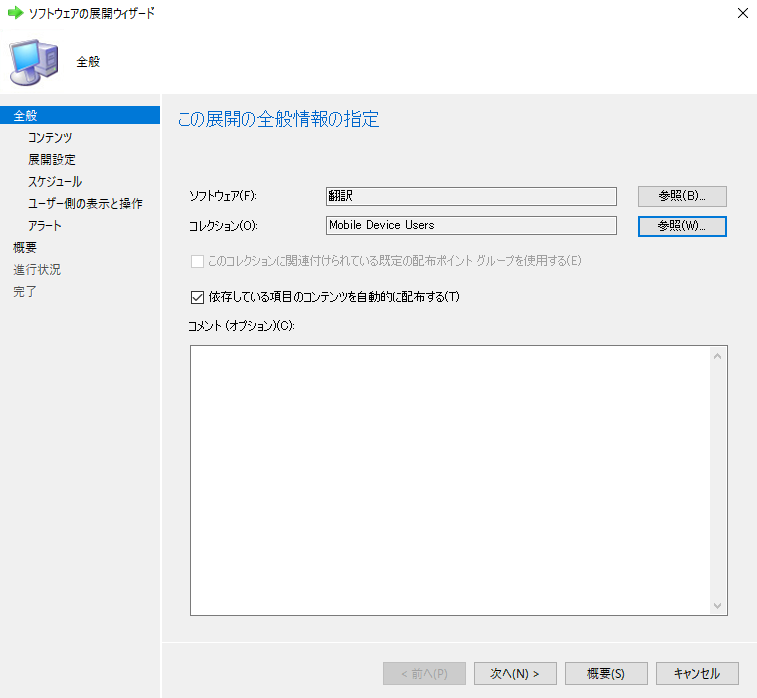 ソフトウェアの展開ウィザード
全般
全般
コンテンツ
展開設定
スケジュール
ユーザー側の表示と操作
アラート
概要
進行状況
完了
この展開の全般情報の指定
ソフトウェア(F): 翻訳 参照(B)...
コレクション(O): Mobile Device Users 参照(W)...
このコレクションに関連付けられている既定の配布ポイント グループを使用する(E)
依存している項目のコンテンツを自動的に配布する(T)
コメント (オプション)(C):
< 前へ(P) 次へ(N) > 概要(S) キャンセル